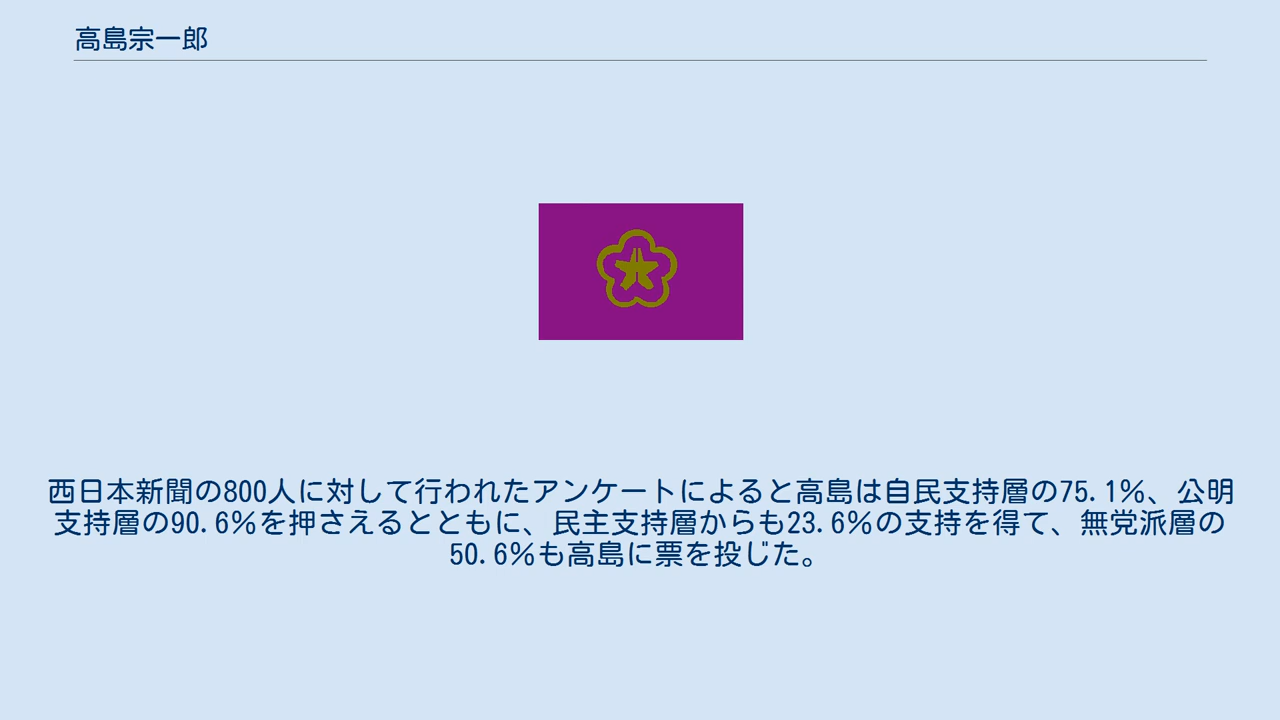 高島宗一郎
西日本新聞の800人に対して行われたアンケートによると高島は自民支持層の75.1%、公明
支持層の90.6%を押さえるとともに、民主支持層からも23.6%の支持を得て、無党派層の
50.6%も高島に票を投じた。